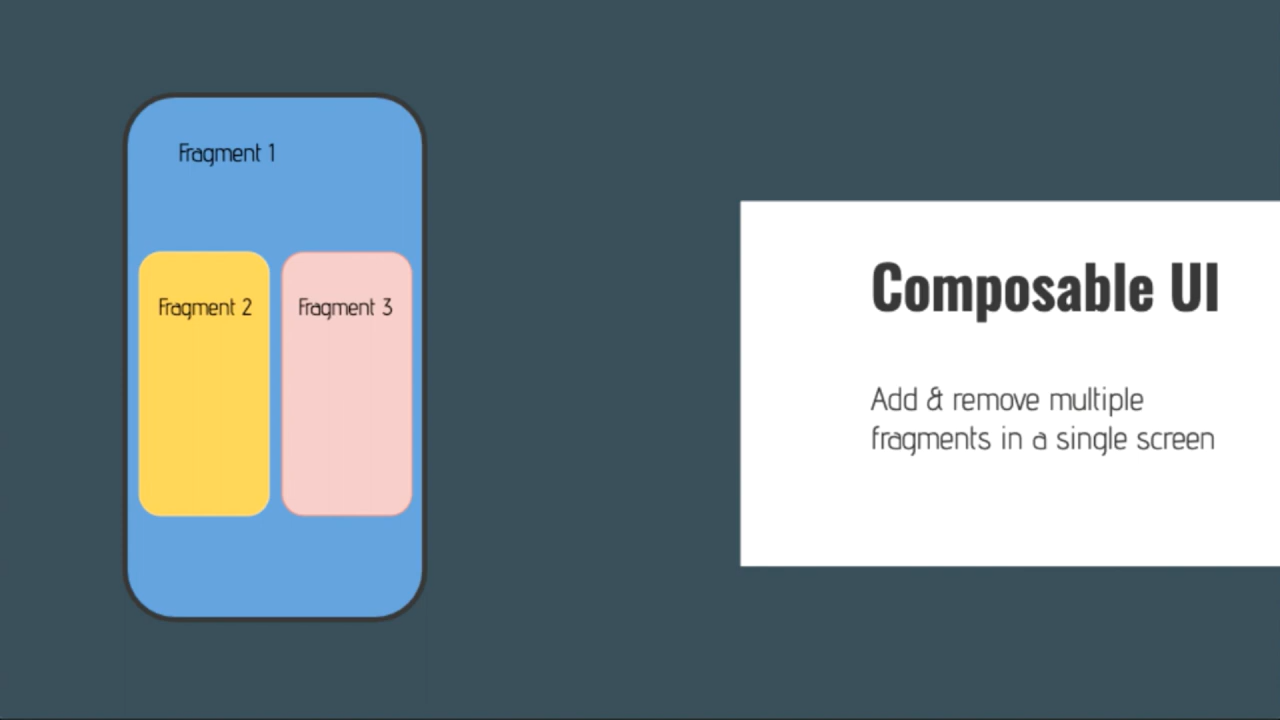 Fragment 1
Fragment 2
Fragment 3
Composable UI
Add & remove multiple
fragments in a single screen